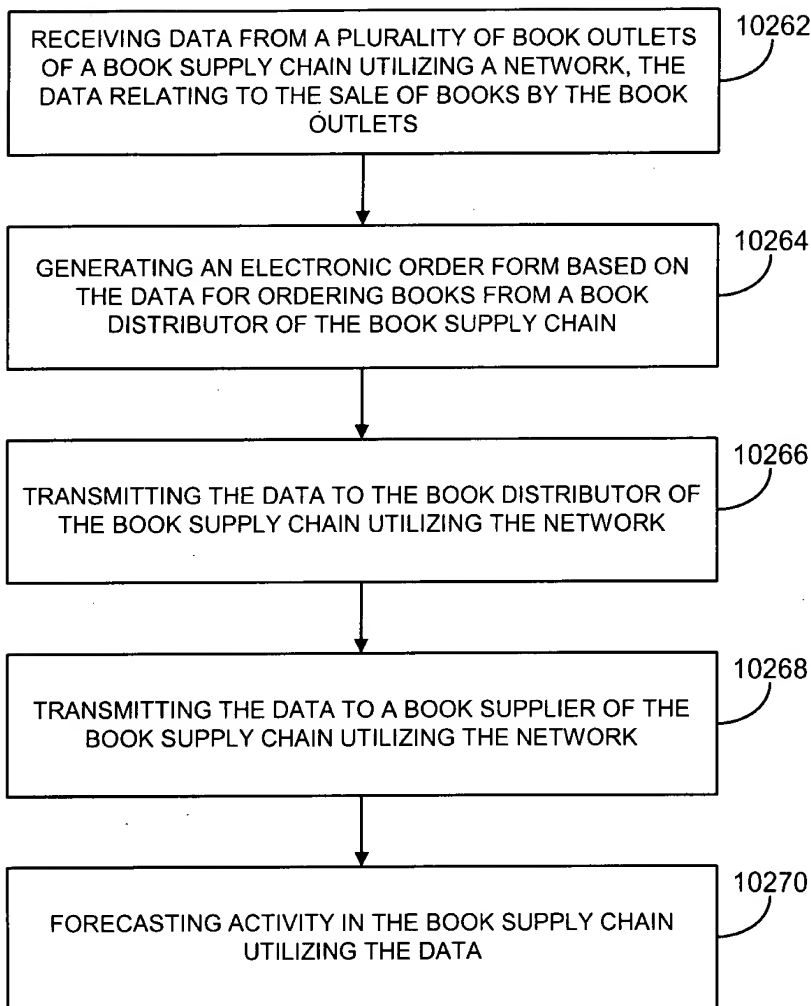 10262
RECEIVING DATA FROM A PLURALITY OF BOOK OUTLETS
OF A BOOK SUPPLY CHAIN UTILIZING A NETWORK, THE
DATA RELATING TO THE SALE OF BOOKS BY THE BOOK
OUTLETS
10264
GENERATING AN ELECTRONIC ORDER FORM BASED ON
THE DATA FOR ORDERING BOOKS FROM A BOOK
DISTRIBUTOR OF THE BOOK SUPPLY CHAIN
10266
TRANSMITTING THE DATA TO THE BOOK DISTRIBUTOR OF
THE BOOK SUPPLY CHAIN UTILIZING THE NETWORK
10268
TRANSMITTING THE DATA TO A BOOK SUPPLIER OF THE
BOOK SUPPLY CHAIN UTILIZING THE NETWORK
10270
FORECASTING ACTIVITY IN THE BOOK SUPPLY CHAIN
UTILIZING THE DATA